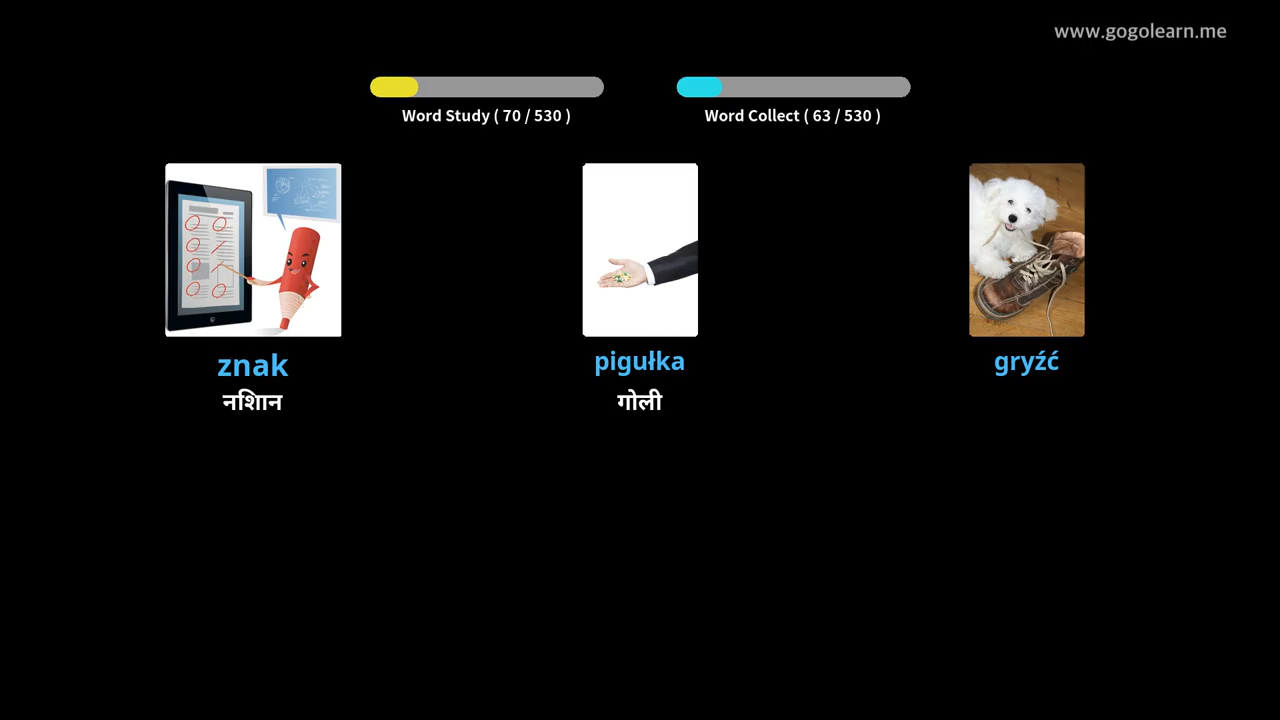 www.gogolearn.me
Word Study ( 70 / 530 )
Word Collect ( 63 / 530 )
znak
pigułka
gryźć
नशिान
गोली